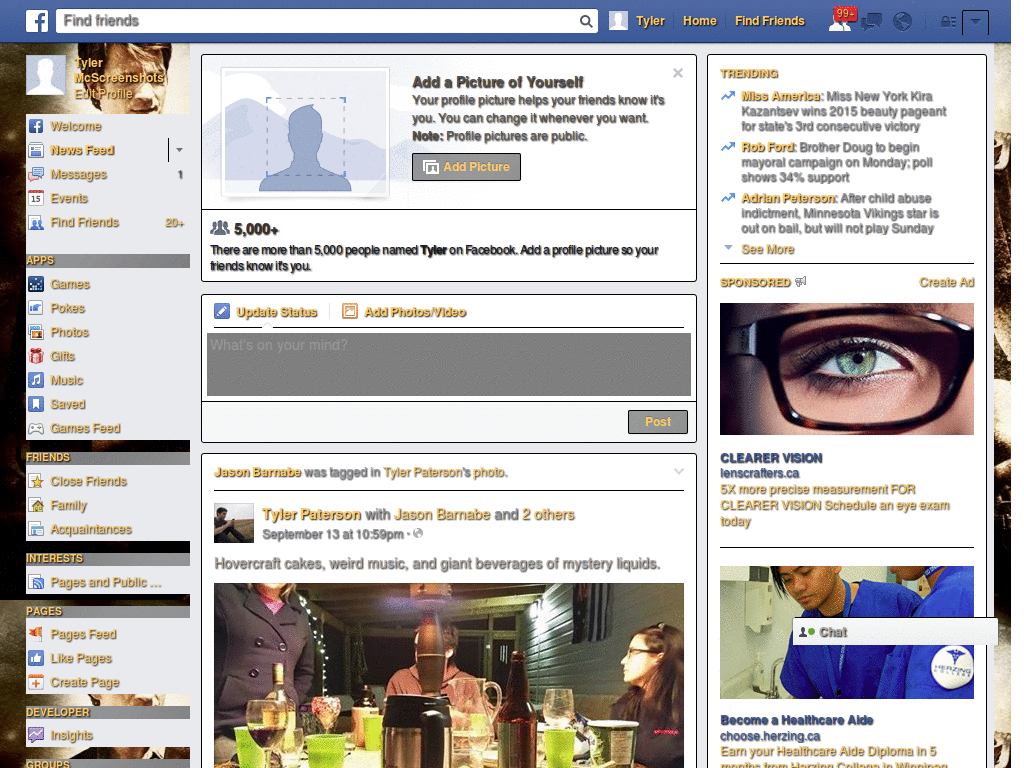 Find friends
Tyler
Home
Find Friends
99+
Tyler
McScreenshots
Edit Profile
Welcome
News Feed
Messages 1
Events
Find Friends 20+
APPS
Games
Pokes
Photos
Gifts
Music
Saved
Games Feed
FRIENDS
Close Friends
Family
Acquaintances
INTERESTS
Pages and Public ...
PAGES
Pages Feed
Like Pages
Create Page
DEVELOPER
Insights
GROUPS
Add a Picture of Yourself
Your profile picture helps your friends know it's
you. You can change it whenever you want.
Note: Profile pictures are public.
Add Picture
5,000+
There are more than 5,000 people named Tyler on Facebook. Add a profile picture so your
friends know it's you.
Update Status
Add Photos/Video
What's on your mind?
Post
Jason Barnabe was tagged in Tyler Paterson's photo.
Tyler Paterson with Jason Barnabe and 2 others
September 13 at 10:59pm ·
Hovercraft cakes, weird music, and giant beverages of mystery liquids.
TRENDING
Miss America: Miss New York Kira
Kazantsev wins 2015 beauty pageant
for state's 3rd consecutive victory
Rob Ford: Brother Doug to begin
mayoral campaign on Monday; poll
shows 34% support
Adrian Peterson: After child abuse
indictment, Minnesota Vikings star is
out on bail, but will not play Sunday
See More
SPONSORED
Create Ad
CLEARER VISION
lenscrafters.ca
5X more precise measurement FOR
CLEARER VISION Schedule an eye exam
today
Chat
HERZING
COLLEGE
Become a Healthcare Aide
choose.herzing.ca
Earn your Healthcare Aide Diploma in 5
months from Herzing College in Winnipeg